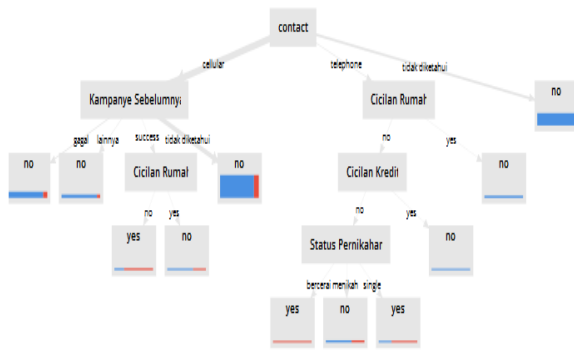 contact
cellular
telephone
tidak diketahui
Kampanye Sebelumnya
Cicilan Rumah
no
gagal
lainnya
success
tidak diketahui
no
yes
no
no
Cicilan Rumah
no
Cicilan Kredit
no
no
yes
no
yes
yes
no
Status Pernikahan
no
bercerai
menikah
single
yes
no
yes